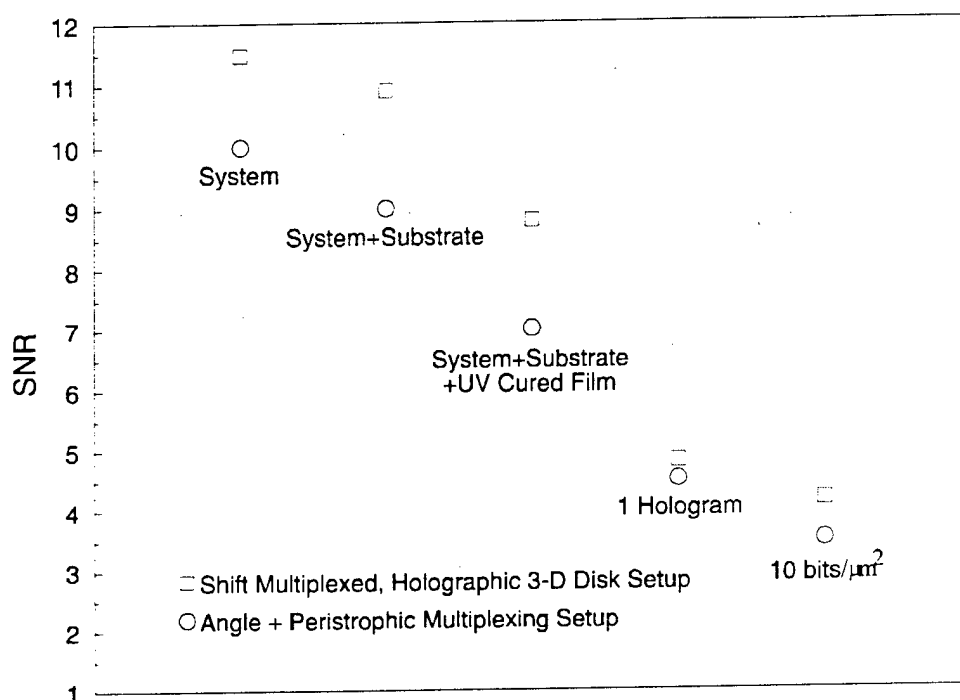 12
11
10
9
8
7
6
5
4
3
2
1
SNR
System
System+Substrate
System+Substrate
+UV Cured Film
1 Hologram
10 bits/μm²
Shift Multiplexed, Holographic 3-D Disk Setup
Angle + Peristrophic Multiplexing Setup